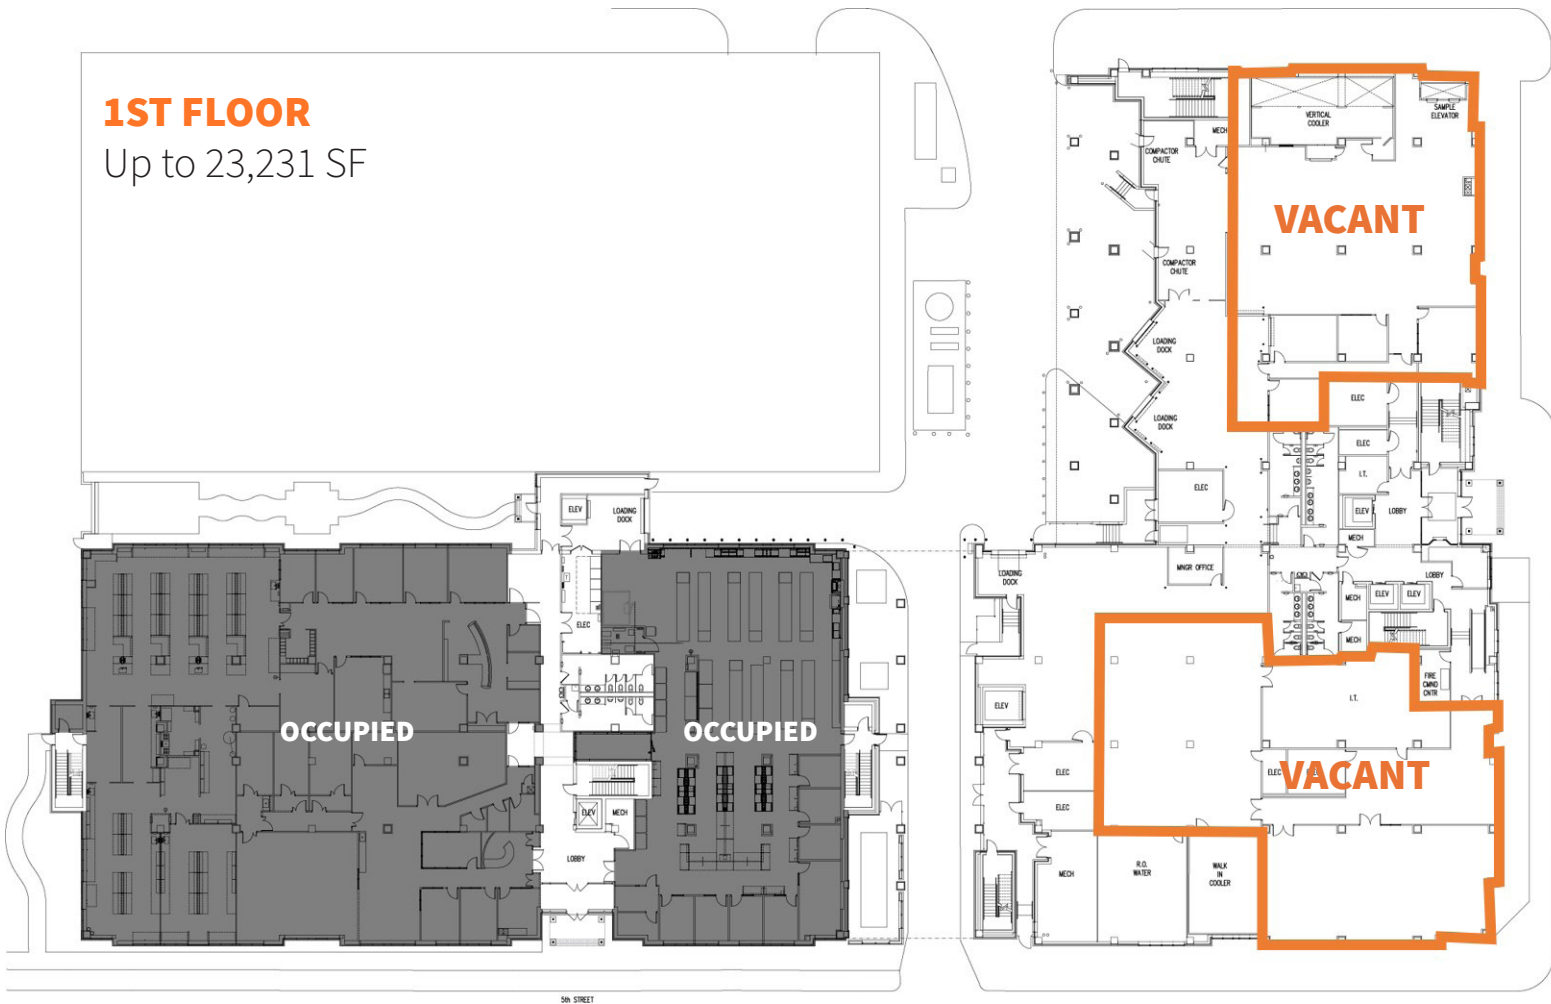 1ST FLOOR
Up to 23,231 SF
VERTICAL
COOLER
SAMPLE
ELEVATOR
MECH
COMPACTOR
CHUTE
VACANT
COMPACTOR
CHUTE
LOADING
DOCK
LOADING
DOCK
ELEC
ELEC
I.T.
ELEC
ELEV
LOBBY
MECH
ELEV
LOADING
DOCK
ELEC
LOADING
DOCK
MNGR OFFICE
LOBBY
MECH
ELEV
ELEV
MECH
FIRE
CMND
CNTR
I.T.
ELEV
OCCUPIED
OCCUPIED
ELEC
ELEC
VACANT
ELEC
ELEV
MECH
LOBBY
MECH
R.O.
WATER
WALK
IN
COOLER
5th STREET